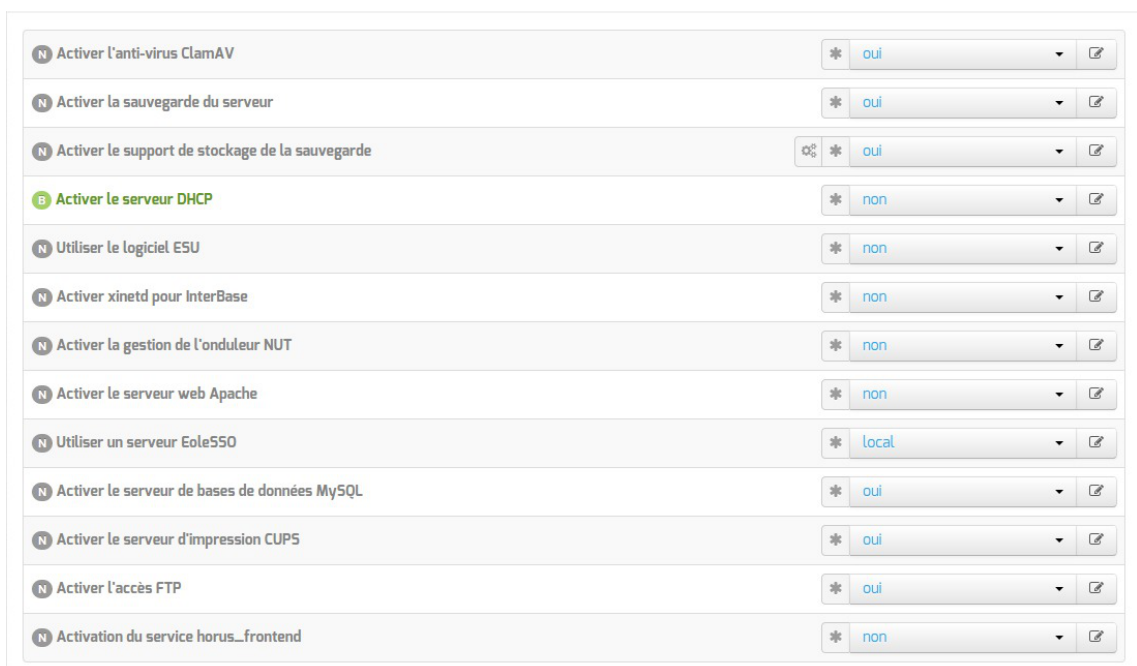 N Activer l'anti-virus ClamAV oui
N Activer la sauvegarde du serveur oui
N Activer le support de stockage de la sauvegarde oui
B Activer le serveur DHCP non
N Utiliser le logiciel ESU non
N Activer xinetd pour InterBase non
N Activer la gestion de l'onduleur NUT non
N Activer le serveur web Apache non
N Utiliser un serveur EoleSSO local
N Activer le serveur de bases de données MySQL oui
N Activer le serveur d'impression CUPS oui
N Activer l'accès FTP oui
N Activation du service horus_frontend non